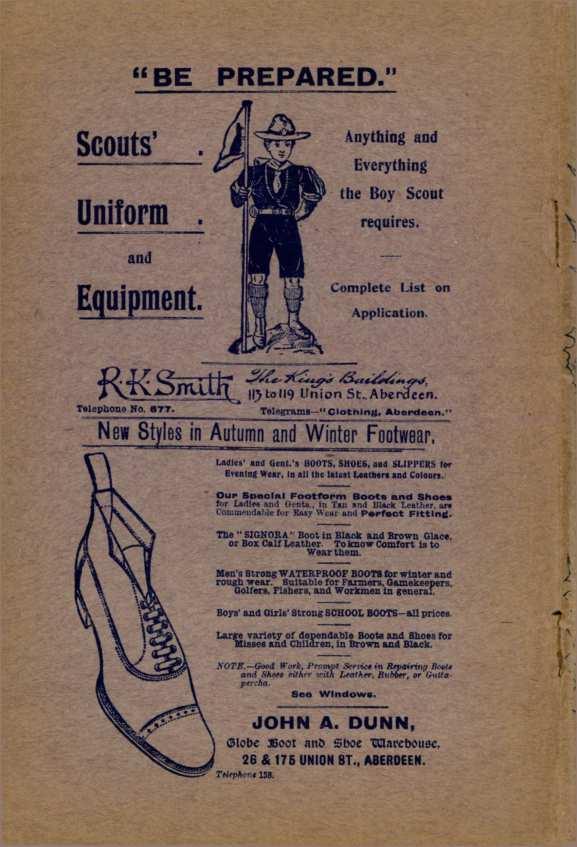 "BE PREPARED."
Scouts' .
Uniform .
and
Equipment.
Anything and
Everything
the Boy Scout
requires.
Complete List on
Application.
R. K. Smith
The King's Buildings,
113 to 119 Union St., Aberdeen.
Telephone No. 677.
Telegrams—"Clothing, Aberdeen."
New Styles in Autumn and Winter Footwear,
Ladies' and Gent.'s BOOTS, SHOES, and SLIPPERS for
Evening Wear, in all the latest Leathers and Colours.
Our Special Footform Boots and Shoes
for Ladies and Gents., in Tan and Black Leather, are
Commendable for Easy Wear and Perfect Fitting.
The "SIGNORA" Boot in Black and Brown Glace,
or Box Calf Leather. To know Comfort is to
Wear them.
Men's Strong WATERPROOF BOOTS for winter and
rough wear. Suitable for Farmers, Gamekeepers,
Golfers, Fishers, and Workmen in general.
Boys' and Girls' Strong SCHOOL BOOTS—all prices.
Large variety of dependable Boots and Shoes for
Misses and Children, in Brown and Black.
NOTE.—Good Work, Prompt Service in Repairing Boots
and Shoes either with Leather, Rubber, or Gutta-
percha.
See Windows.
JOHN A. DUNN,
Globe Boot and Shoe Warehouse,
26 & 175 UNION ST., ABERDEEN.
Telephone 158.